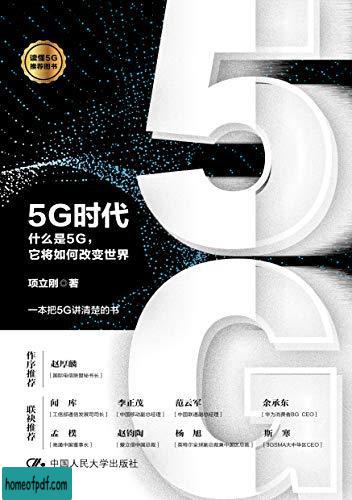 5G
读懂5G
推荐图书
5G时代
什么是5G，
它将如何改变世界
项立刚 著
一本把5G讲清楚的书
作序推荐
赵厚麟
[国际电信联盟秘书长]
联袂推荐
闻 库
[工信部通信发展司司长]
李正茂
[中国移动副总经理]
范云军
[中国联通副总经理]
余承东
[华为消费者BG CEO]
孟 樸
[高通中国董事长]
赵钧陶
[爱立信中国总裁]
杨 旭
[英特尔全球副总裁兼中国区总裁]
斯 寒
[GSMA大中华区CEO]
中国人民大学出版社
homeofpdf.com